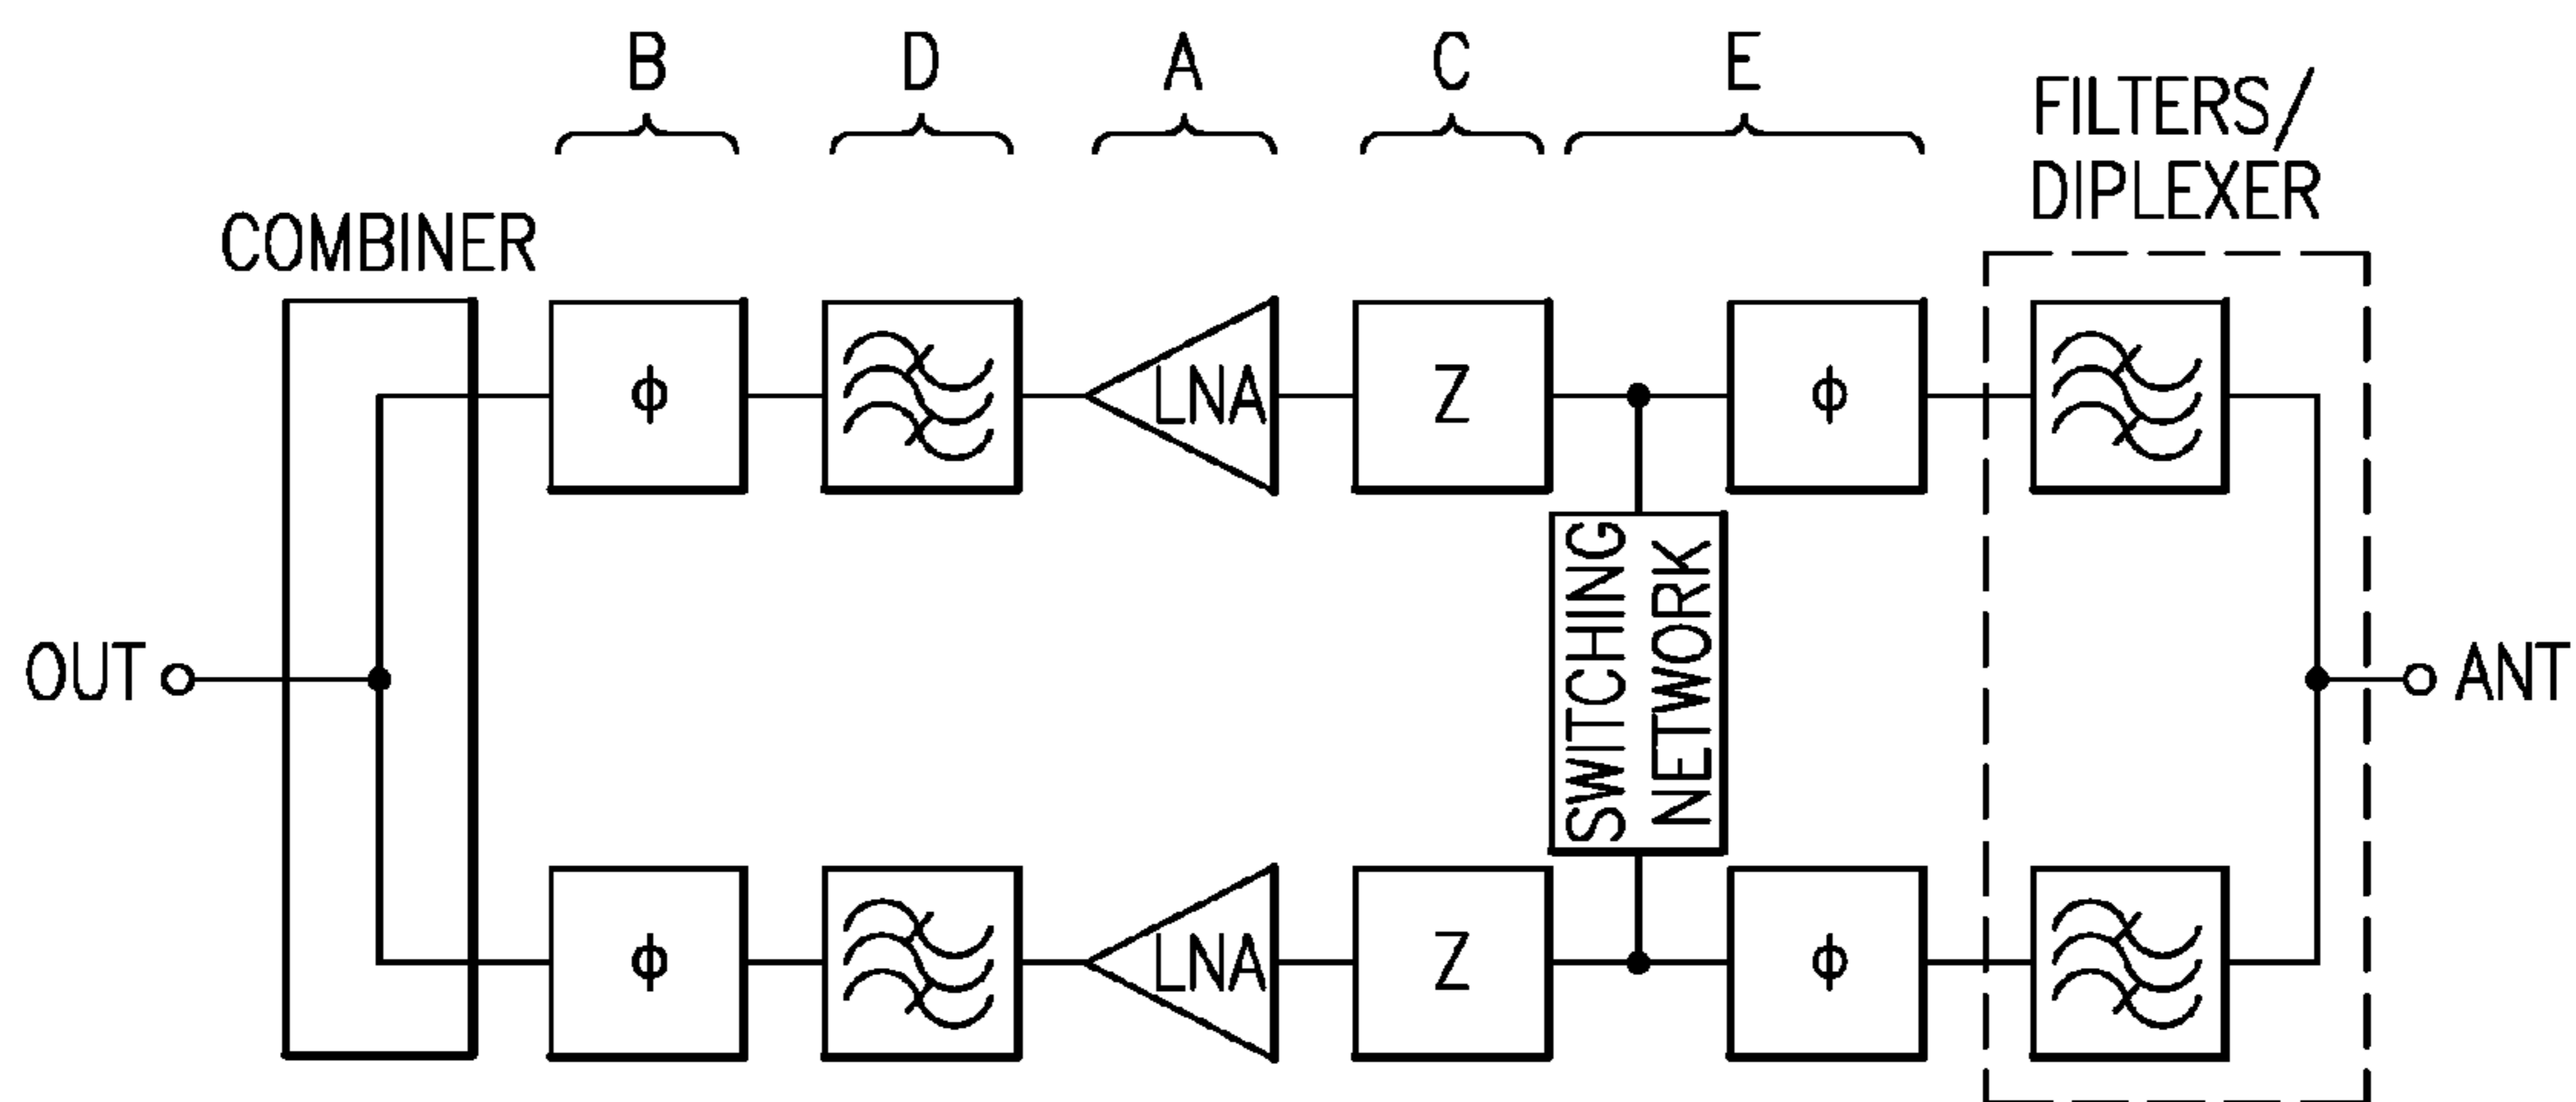 B D A C E
FILTERS/
DIPLEXER
COMBINER
ϕ LNA Z ϕ
SWITCHING
NETWORK
OUT
ANT
ϕ LNA Z ϕ